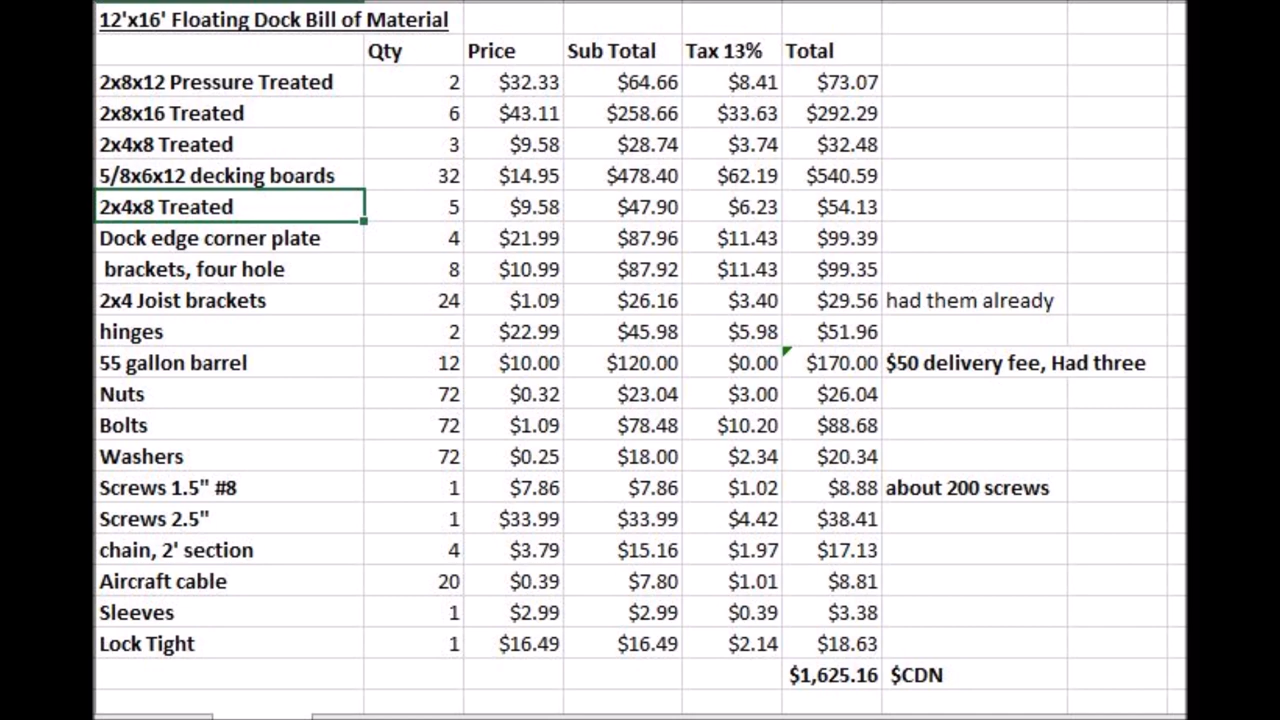 12'x16' Floating Dock Bill of Material
Qty Price Sub Total Tax 13% Total
2x8x12 Pressure Treated 2 $32.33 $64.66 $8.41 $73.07
2x8x16 Treated 6 $43.11 $258.66 $33.63 $292.29
2x4x8 Treated 3 $9.58 $28.74 $3.74 $32.48
5/8x6x12 decking boards 32 $14.95 $478.40 $62.19 $540.59
2x4x8 Treated 5 $9.58 $47.90 $6.23 $54.13
Dock edge corner plate 4 $21.99 $87.96 $11.43 $99.39
brackets, four hole 8 $10.99 $87.92 $11.43 $99.35
2x4 Joist brackets 24 $1.09 $26.16 $3.40 $29.56 had them already
hinges 2 $22.99 $45.98 $5.98 $51.96
55 gallon barrel 12 $10.00 $120.00 $0.00 $170.00 $50 delivery fee, Had three
Nuts 72 $0.32 $23.04 $3.00 $26.04
Bolts 72 $1.09 $78.48 $10.20 $88.68
Washers 72 $0.25 $18.00 $2.34 $20.34
Screws 1.5" #8 1 $7.86 $7.86 $1.02 $8.88 about 200 screws
Screws 2.5" 1 $33.99 $33.99 $4.42 $38.41
chain, 2' section 4 $3.79 $15.16 $1.97 $17.13
Aircraft cable 20 $0.39 $7.80 $1.01 $8.81
Sleeves 1 $2.99 $2.99 $0.39 $3.38
Lock Tight 1 $16.49 $16.49 $2.14 $18.63
$1,625.16 $CDN